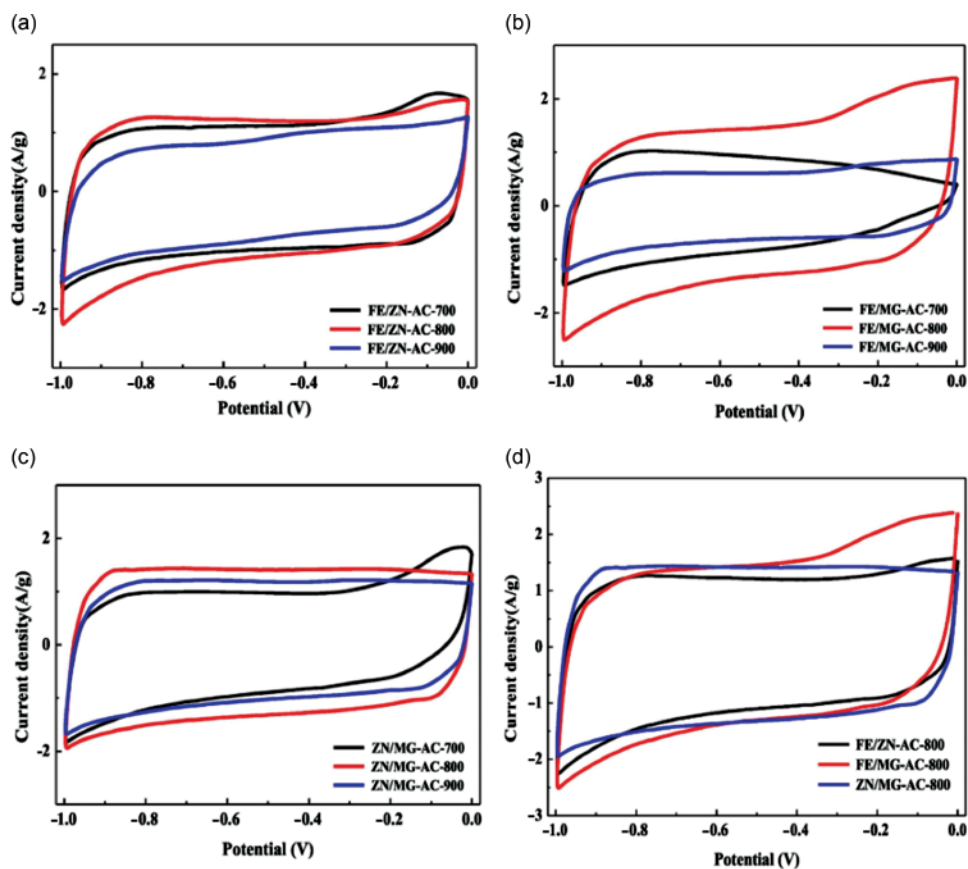 (a)
Current density(A/g)
2
0
−2
FE/ZN-AC-700
FE/ZN-AC-800
FE/ZN-AC-900
−1.0 −0.8 −0.6 −0.4 −0.2 0.0
Potential (V)
(b)
Current density(A/g)
2
0
−2
FE/MG-AC-700
FE/MG-AC-800
FE/MG-AC-900
−1.0 −0.8 −0.6 −0.4 −0.2 0.0
Potential (V)
(c)
Current density(A/g)
2
0
−2
ZN/MG-AC-700
ZN/MG-AC-800
ZN/MG-AC-900
−1.0 −0.8 −0.6 −0.4 −0.2 0.0
Potential (V)
(d)
Current density(A/g)
3
2
1
0
−1
−2
−3
FE/ZN-AC-800
FE/MG-AC-800
ZN/MG-AC-800
−1.0 −0.8 −0.6 −0.4 −0.2 0.0
Potential (V)